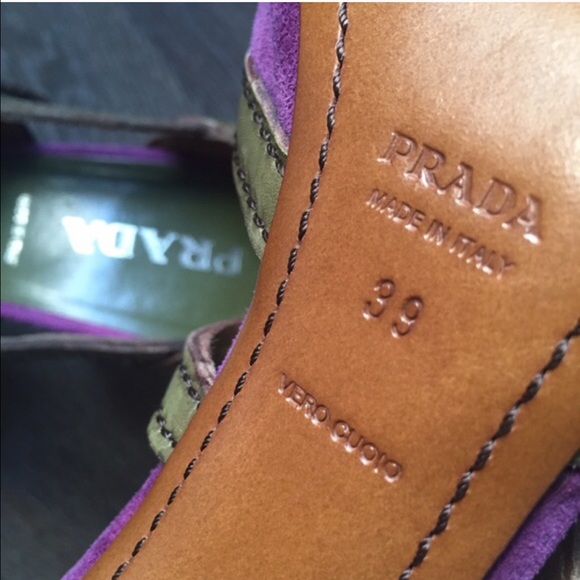 PRADA
MADE IN ITALY
39
VERO CUOIO
PRADA